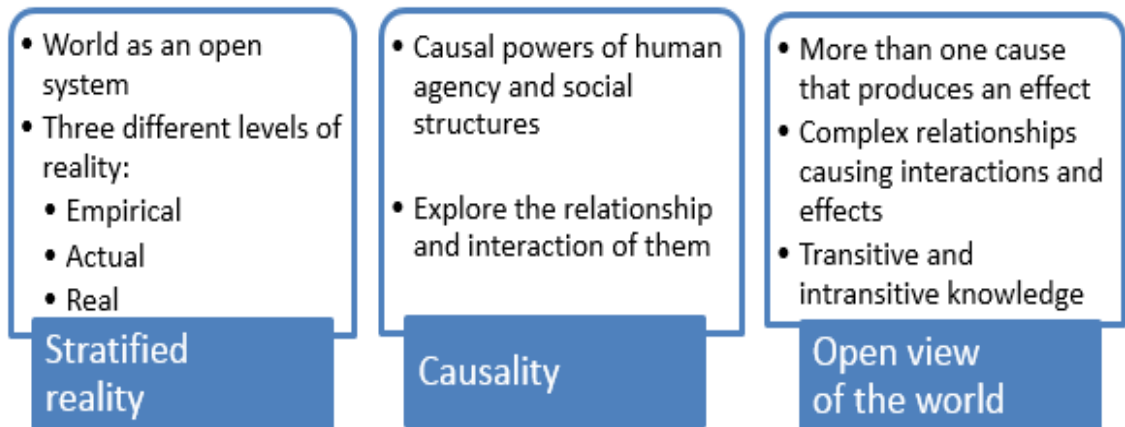 • World as an open
system
• Three different levels of
reality:
• Empirical
• Actual
• Real
Stratified
reality
• Causal powers of human
agency and social
structures
• Explore the relationship
and interaction of them
Causality
• More than one cause
that produces an effect
• Complex relationships
causing interactions and
effects
• Transitive and
intransitive knowledge
Open view
of the world